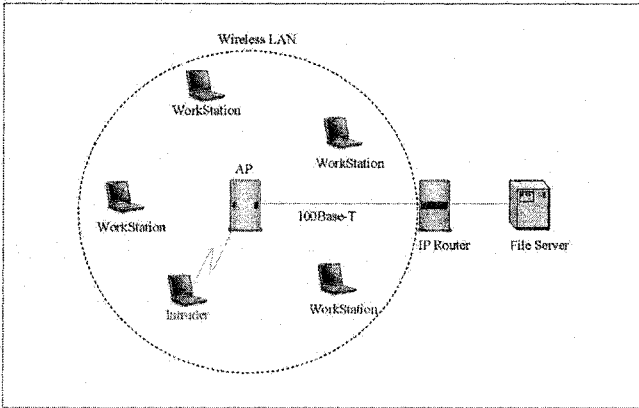 Wireless LAN
WorkStation
WorkStation
AP
WorkStation
100Base-T
IP Router
File Server
Intruder
WorkStation